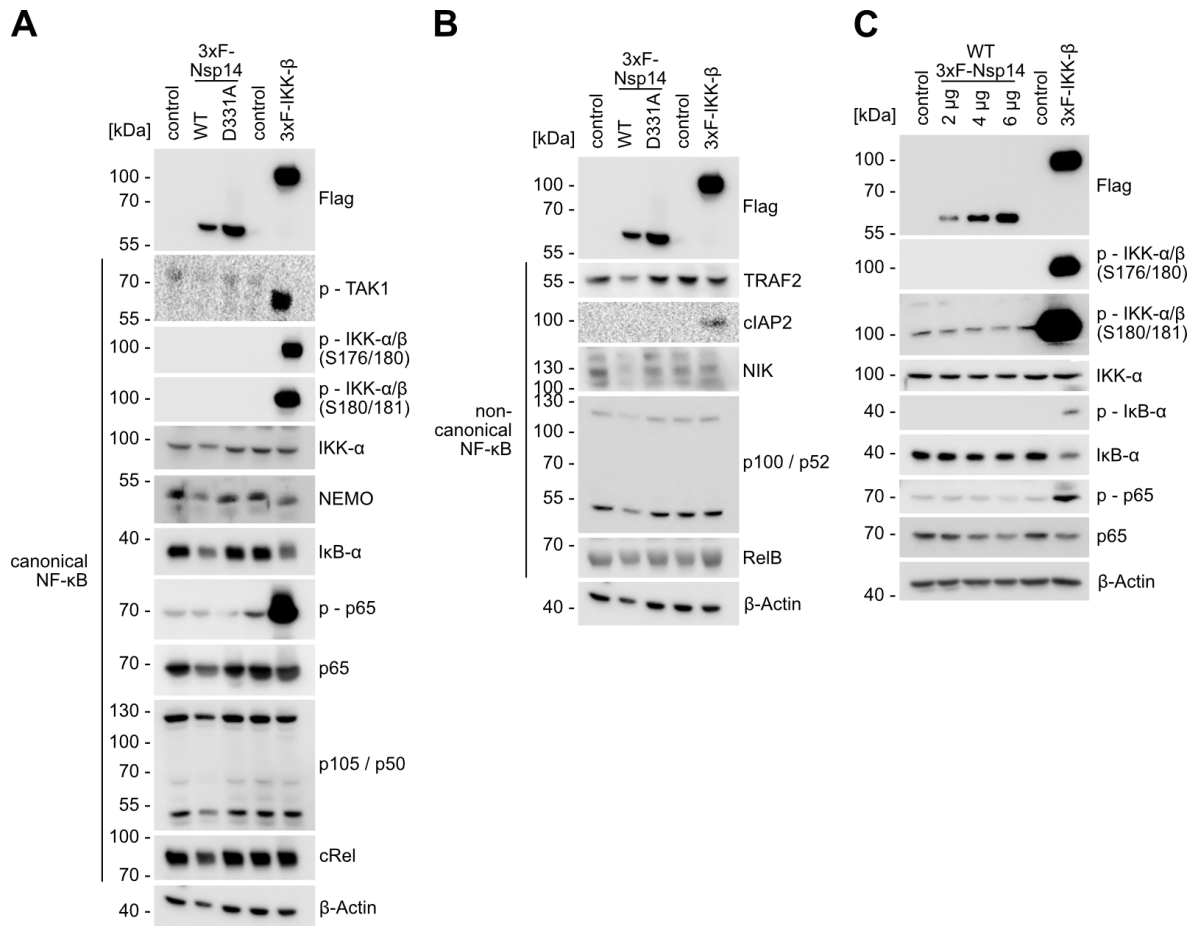 A
3xF-
Nsp14
[kDa]
control
WT
D331A
control
3xF-IKK-β
100 -
70 -
55 -
Flag
canonical
NF-κB
70 -
55 -
p - TAK1
100 -
p - IKK-α/β
(S176/180)
100 -
p - IKK-α/β
(S180/181)
100 -
IKK-α
55 -
NEMO
40 -
IκB-α
70 -
p - p65
70 -
p65
130 -
100 -
70 -
55 -
p105 / p50
100 -
70 -
cRel
40 -
β-Actin
B
3xF-
Nsp14
[kDa]
control
WT
D331A
control
3xF-IKK-β
100 -
70 -
55 -
Flag
non-
canonical
NF-κB
55 -
TRAF2
100 -
cIAP2
130 -
100 -
NIK
130 -
100 -
70 -
55 -
p100 / p52
70 -
RelB
40 -
β-Actin
C
WT
3xF-Nsp14
[kDa]
control
2 µg
4 µg
6 µg
control
3xF-IKK-β
100 -
70 -
55 -
Flag
100 -
p - IKK-α/β
(S176/180)
100 -
p - IKK-α/β
(S180/181)
100 -
IKK-α
40 -
p - IκB-α
40 -
IκB-α
70 -
p - p65
70 -
p65
40 -
β-Actin